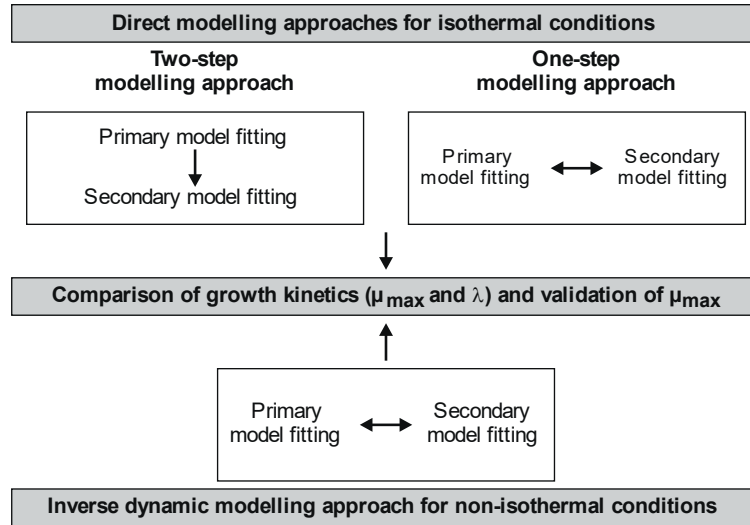 Direct modelling approaches for isothermal conditions
Two-step
modelling approach
Primary model fitting
Secondary model fitting
One-step
modelling approach
Primary
model fitting
Secondary
model fitting
Comparison of growth kinetics (μmax and λ) and validation of μmax
Primary
model fitting
Secondary
model fitting
Inverse dynamic modelling approach for non-isothermal conditions